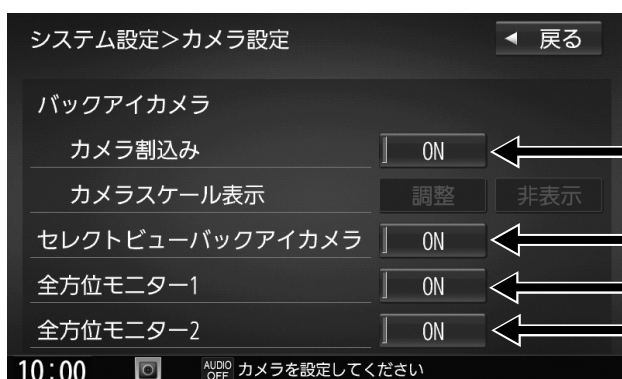 システム設定>カメラ設定 ◀ 戻る
バックアイカメラ
カメラ割込み ON
カメラスケール表示 調整 非表示
セレクトビューバックアイカメラ ON
全方位モニター1 ON
全方位モニター2 ON
10:00 AUDIO OFF カメラを設定してください